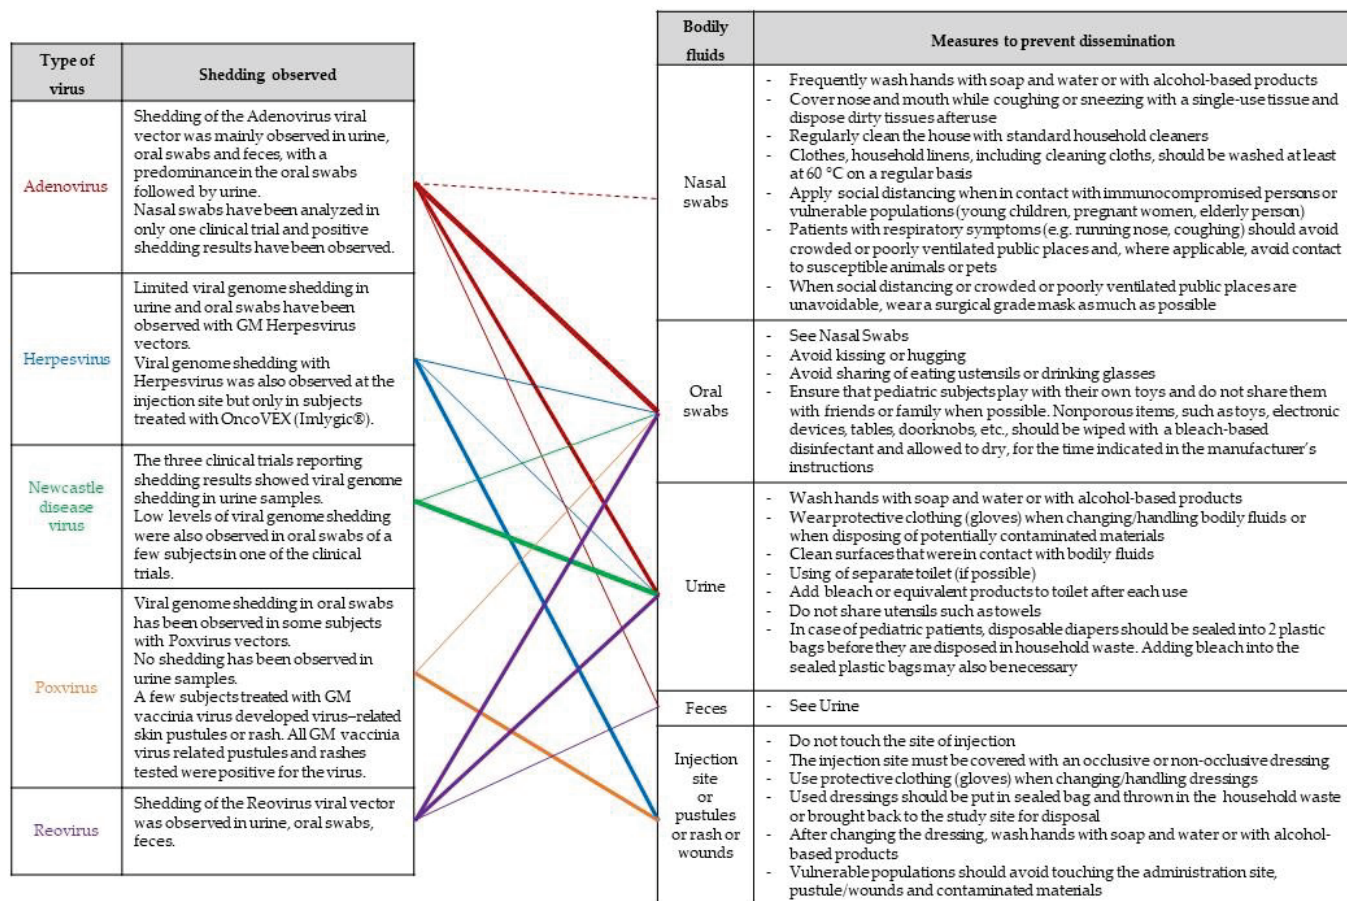 Type of
virus
Shedding observed
Adenovirus
Shedding of the Adenovirus viral
vector was mainly observed in urine,
oral swabs and feces, with a
predominance in the oral swabs
followed by urine.
Nasal swabs have been analyzed in
only one clinical trial and positive
shedding results have been observed.
Herpesvirus
Limited viral genome shedding in
urine and oral swabs have been
observed with GM Herpesvirus
vectors.
Viral genome shedding with
Herpesvirus was also observed at the
injection site but only in subjects
treated with OncoVEX (Imlygic®).
Newcastle
disease
virus
The three clinical trials reporting
shedding results showed viral genome
shedding in urine samples.
Low levels of viral genome shedding
were also observed in oral swabs of a
few subjects in one of the clinical
trials.
Poxvirus
Viral genome shedding in oral swabs
has been observed in some subjects
with Poxvirus vectors.
No shedding has been observed in
urine samples.
A few subjects treated with GM
vaccinia virus developed virus–related
skin pustules or rash. All GM vaccinia
virus related pustules and rashes
tested were positive for the virus.
Reovirus
Shedding of the Reovirus viral vector
was observed in urine, oral swabs,
feces.
Bodily
fluids
Measures to prevent dissemination
Nasal
swabs
- Frequently wash hands with soap and water or with alcohol-based products
- Cover nose and mouth while coughing or sneezing with a single-use tissue and
dispose dirty tissues after use
- Regularly clean the house with standard household cleaners
- Clothes, household linens, including cleaning cloths, should be washed at least
at 60 °C on a regular basis
- Apply social distancing when in contact with immunocompromised persons or
vulnerable populations (young children, pregnant women, elderly person)
- Patients with respiratory symptoms (e.g. running nose, coughing) should avoid
crowded or poorly ventilated public places and, where applicable, avoid contact
to susceptible animals or pets
- When social distancing or crowded or poorly ventilated public places are
unavoidable, wear a surgical grade mask as much as possible
Oral
swabs
- See Nasal Swabs
- Avoid kissing or hugging
- Avoid sharing of eating ustensils or drinking glasses
- Ensure that pediatric subjects play with their own toys and do not share them
with friends or family when possible. Nonporous items, such as toys, electronic
devices, tables, doorknobs, etc., should be wiped with a bleach-based
disinfectant and allowed to dry, for the time indicated in the manufacturer's
instructions
Urine
- Wash hands with soap and water or with alcohol-based products
- Wear protective clothing (gloves) when changing/handling bodily fluids or
when disposing of potentially contaminated materials
- Clean surfaces that were in contact with bodily fluids
- Using of separate toilet (if possible)
- Add bleach or equivalent products to toilet after each use
- Do not share utensils such as towels
- In case of pediatric patients, disposable diapers should be sealed into 2 plastic
bags before they are disposed in household waste. Adding bleach into the
sealed plastic bags may also be necessary
Feces
- See Urine
Injection
site
or
pustules
or rash or
wounds
- Do not touch the site of injection
- The injection site must be covered with an occlusive or non-occlusive dressing
- Use protective clothing (gloves) when changing/handling dressings
- Used dressings should be put in sealed bag and thrown in the household waste
or brought back to the study site for disposal
- After changing the dressing, wash hands with soap and water or with alcohol-
based products
- Vulnerable populations should avoid touching the administration site,
pustule/wounds and contaminated materials